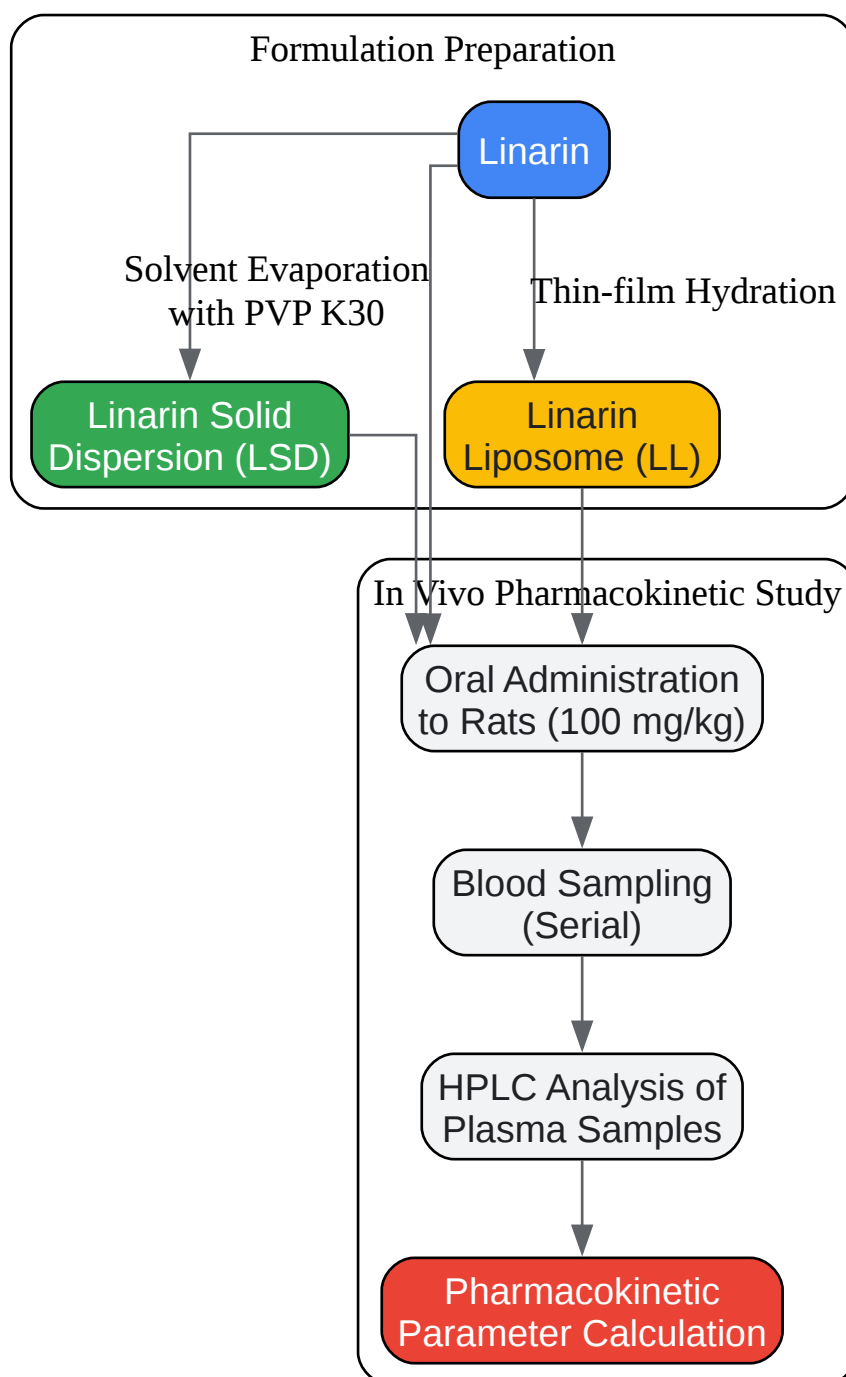 Formulation Preparation
Linarin
Solvent Evaporation
with PVP K30
Thin-film Hydration
Linarin Solid
Dispersion (LSD)
Linarin
Liposome (LL)
In Vivo Pharmacokinetic Study
Oral Administration
to Rats (100 mg/kg)
Blood Sampling
(Serial)
HPLC Analysis of
Plasma Samples
Pharmacokinetic
Parameter Calculation